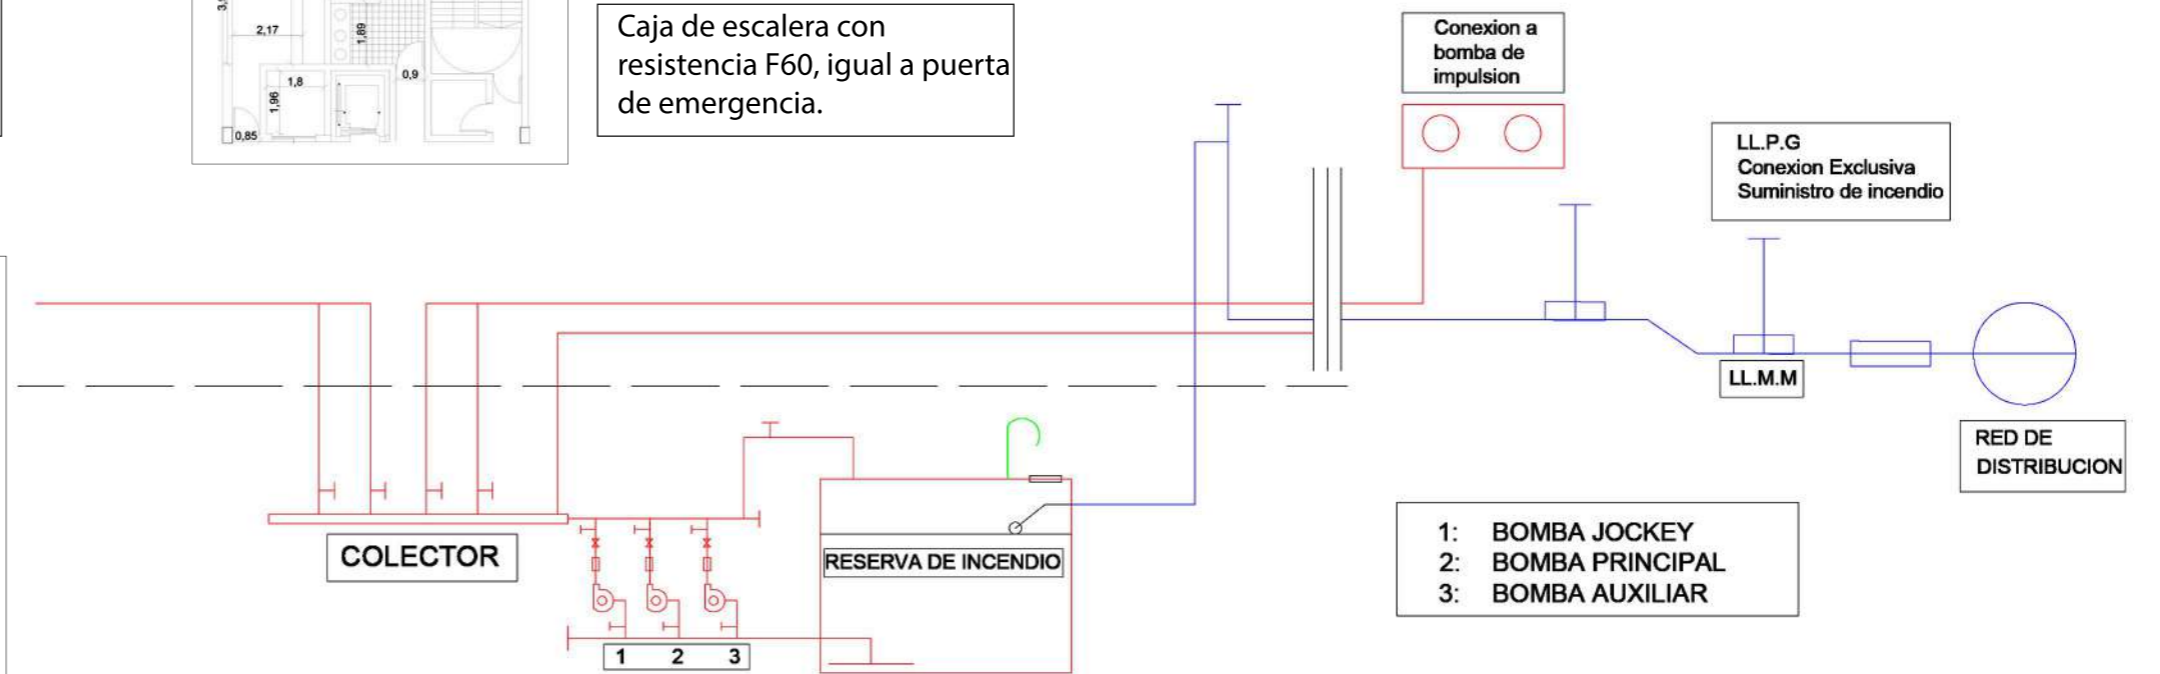 2,17
1,89
1,8
0,9
1,96
0,85
Caja de escalera con
resistencia F60, igual a puerta
de emergencia.
Conexion a
bomba de
impulsion
LL.P.G
Conexion Exclusiva
Suministro de incendio
LL.M.M
RED DE
DISTRIBUCION
COLECTOR
RESERVA DE INCENDIO
1: BOMBA JOCKEY
2: BOMBA PRINCIPAL
3: BOMBA AUXILIAR
1 2 3